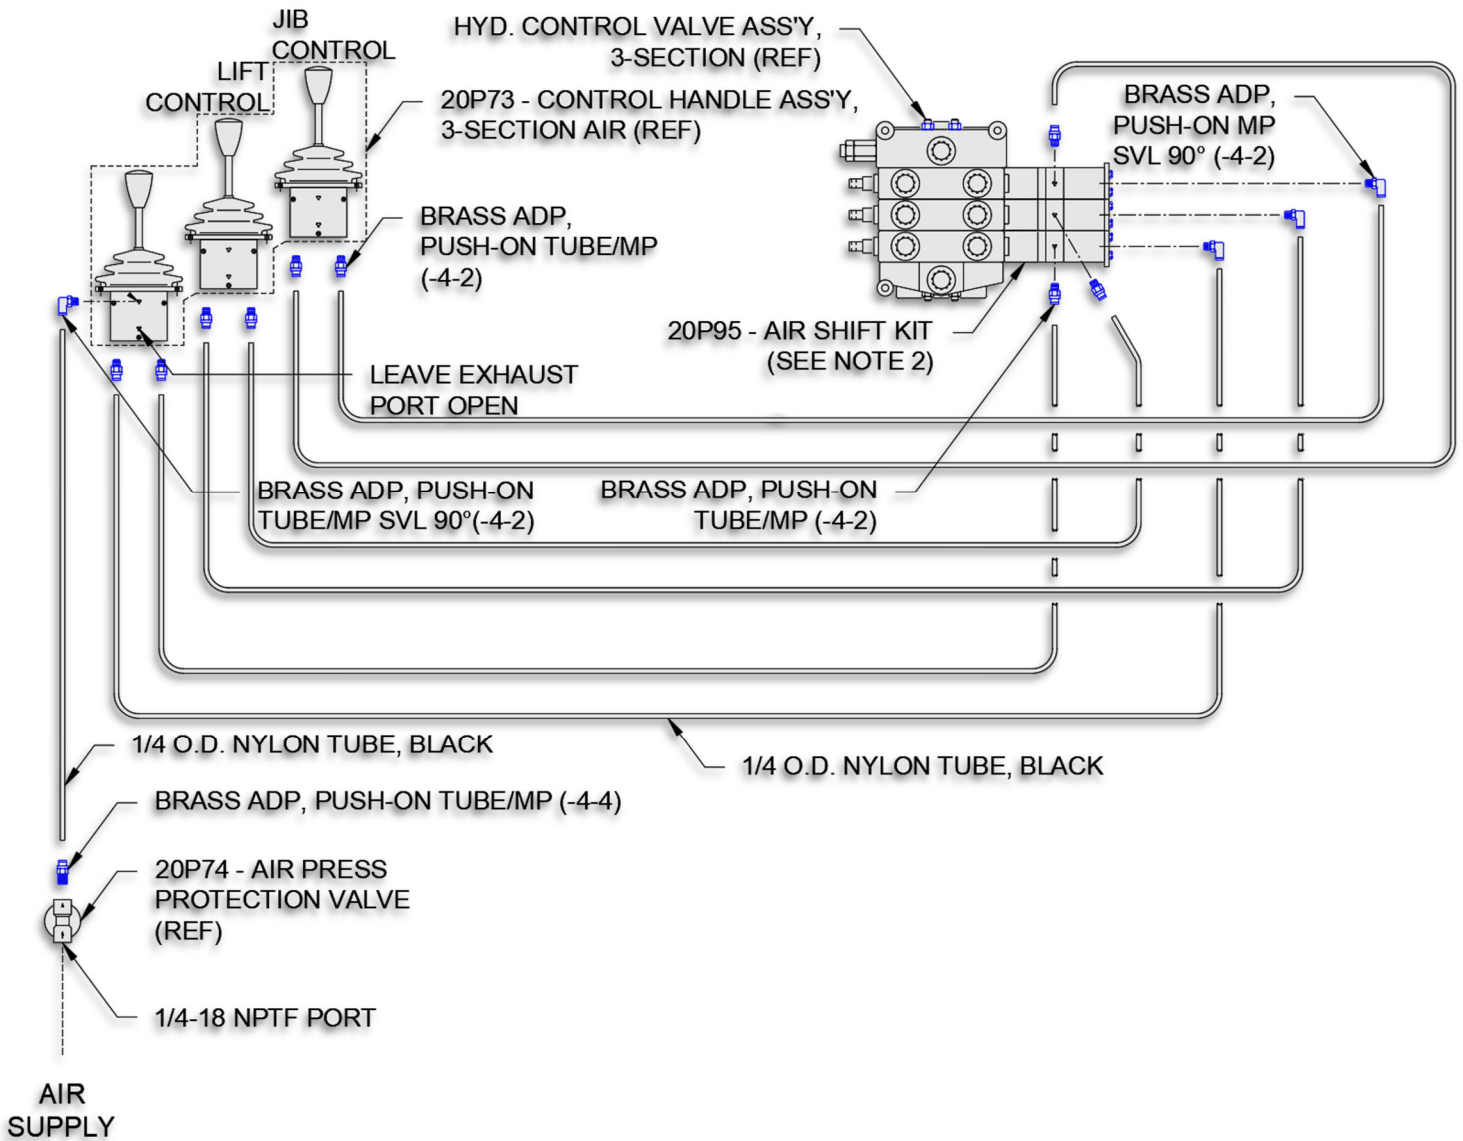 JIB
CONTROL
LIFT
CONTROL
HYD. CONTROL VALVE ASS'Y,
3-SECTION (REF)
20P73 - CONTROL HANDLE ASS'Y,
3-SECTION AIR (REF)
BRASS ADP,
PUSH-ON MP
SVL 90° (-4-2)
BRASS ADP,
PUSH-ON TUBE/MP
(-4-2)
20P95 - AIR SHIFT KIT
(SEE NOTE 2)
LEAVE EXHAUST
PORT OPEN
BRASS ADP, PUSH-ON
TUBE/MP SVL 90°(-4-2)
BRASS ADP, PUSH-ON
TUBE/MP (-4-2)
1/4 O.D. NYLON TUBE, BLACK
1/4 O.D. NYLON TUBE, BLACK
BRASS ADP, PUSH-ON TUBE/MP (-4-4)
20P74 - AIR PRESS
PROTECTION VALVE
(REF)
1/4-18 NPTF PORT
AIR
SUPPLY